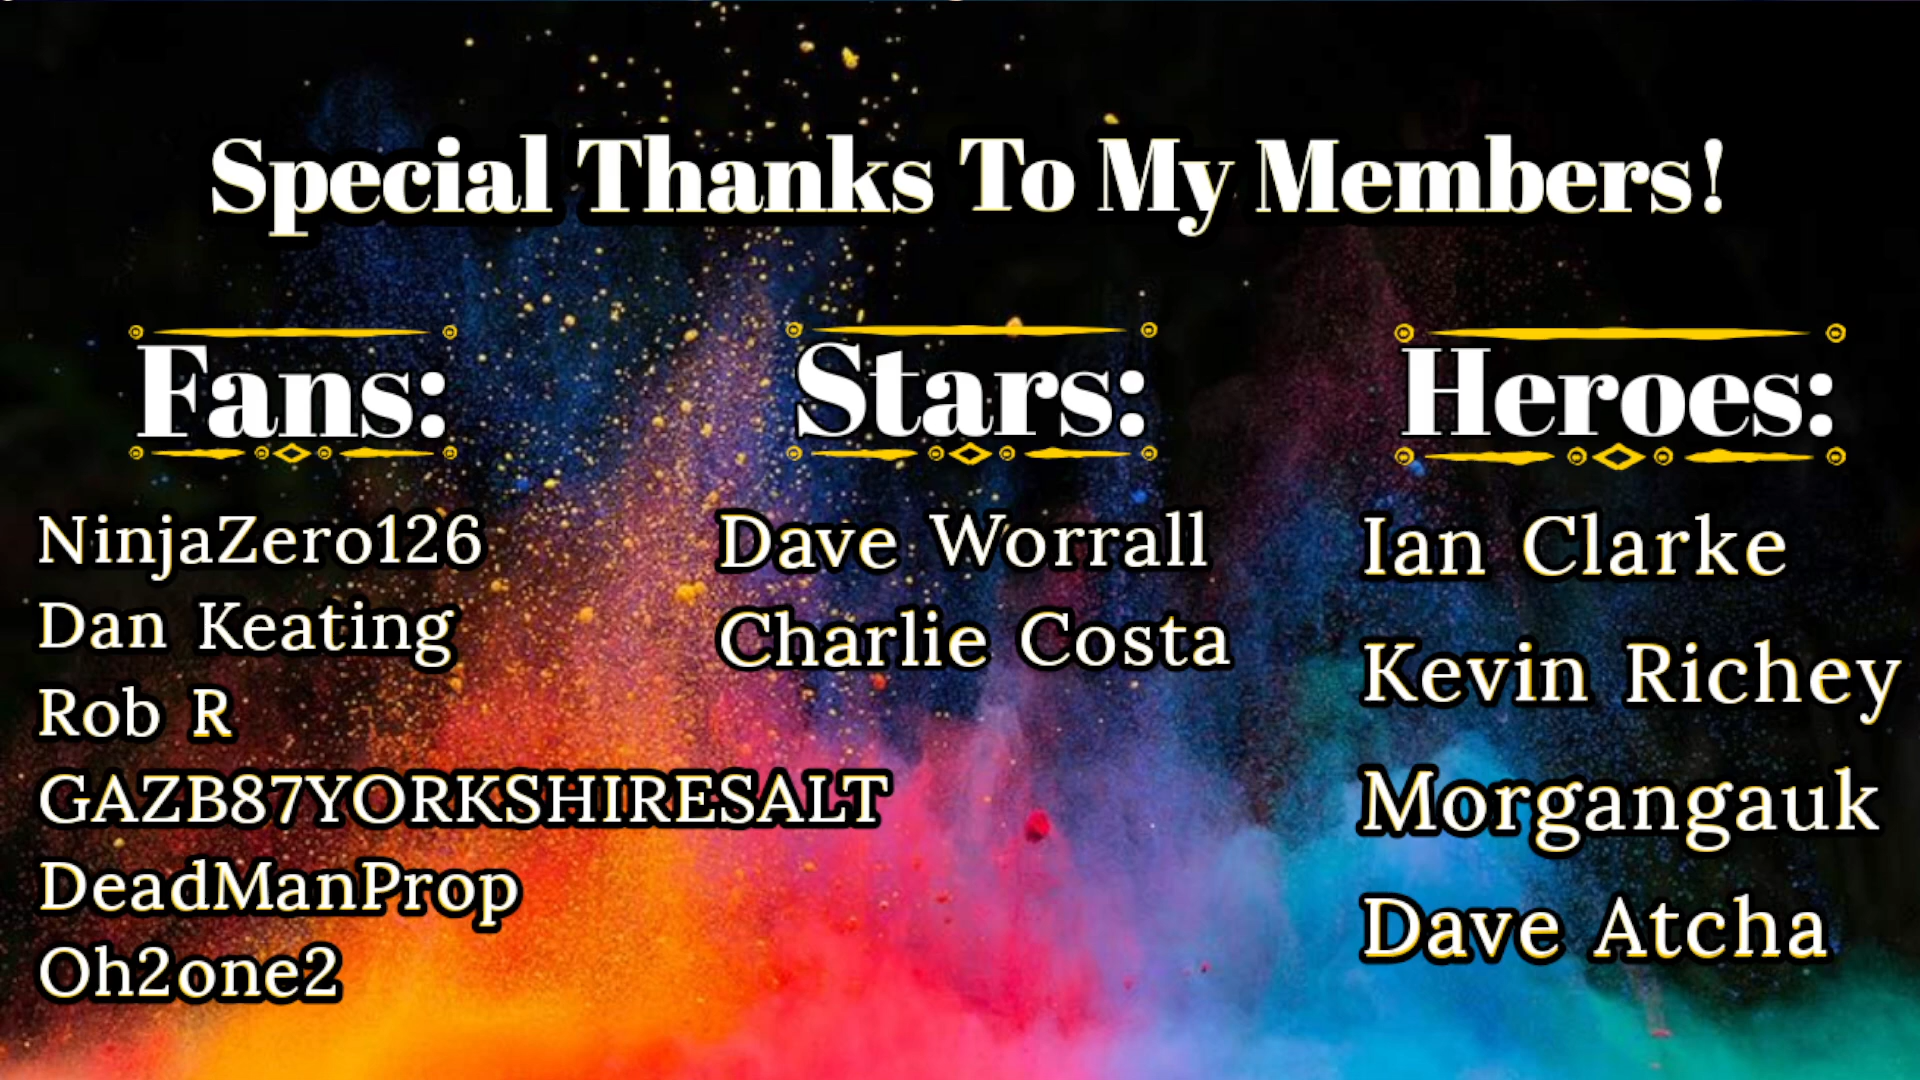 Special Thanks To My Members!
Fans:
NinjaZero126
Dan Keating
Rob R
GAZB87YORKSHIRESALT
DeadManProp
Oh2one2
Stars:
Dave Worrall
Charlie Costa
Heroes:
Ian Clarke
Kevin Richey
Morgangauk
Dave Atcha